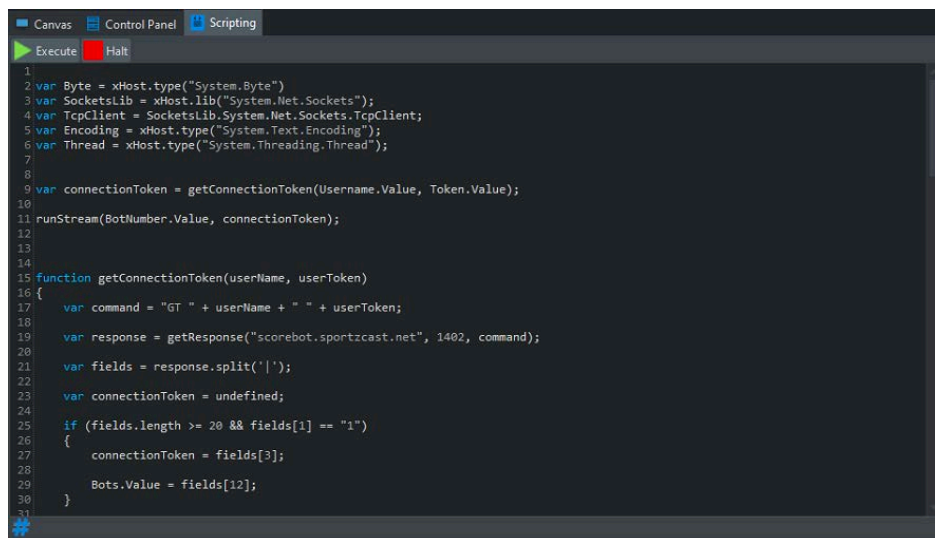 Canvas Control Panel Scripting
Execute Halt
1
2 var Byte = xHost.type("System.Byte")
3 var SocketsLib = xHost.lib("System.Net.Sockets");
4 var TcpClient = SocketsLib.System.Net.Sockets.TcpClient;
5 var Encoding = xHost.type("System.Text.Encoding");
6 var Thread = xHost.type("System.Threading.Thread");
7
8
9 var connectionToken = getConnectionToken(Username.Value, Token.Value);
10
11 runStream(BotNumber.Value, connectionToken);
12
13
14
15 function getConnectionToken(userName, userToken)
16 {
17     var command = "GT " + userName + " " + userToken;
18
19     var response = getResponse("scorebot.sportzcast.net", 1402, command);
20
21     var fields = response.split('|');
22
23     var connectionToken = undefined;
24
25     if (fields.length >= 20 && fields[1] == "1")
26     {
27         connectionToken = fields[3];
28
29         Bots.Value = fields[12];
30     }
31
#